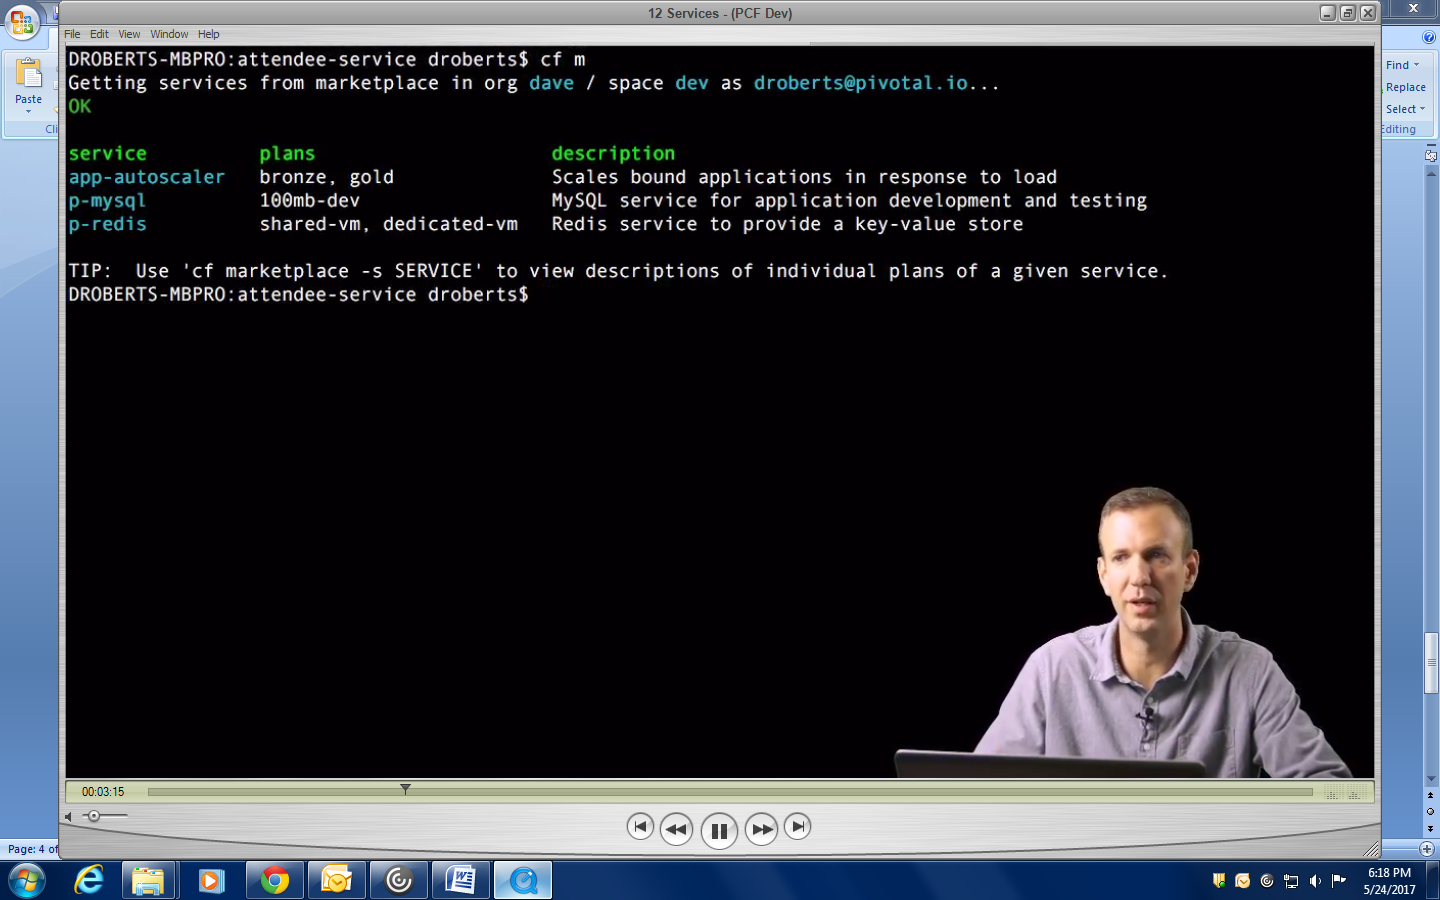 12 Services - (PCF Dev)
File Edit View Window Help
DROBERTS-MBPRO:attendee-service droberts$ cf m
Getting services from marketplace in org dave / space dev as droberts@pivotal.io...
OK
service plans description
app-autoscaler bronze, gold Scales bound applications in response to load
p-mysql 100mb-dev MySQL service for application development and testing
p-redis shared-vm, dedicated-vm Redis service to provide a key-value store
TIP: Use 'cf marketplace -s SERVICE' to view descriptions of individual plans of a given service.
DROBERTS-MBPRO:attendee-service droberts$
Paste
Cli
Find
Replace
Select
Editing
00:03:15
Page: 4 of
6:18 PM
5/24/2017